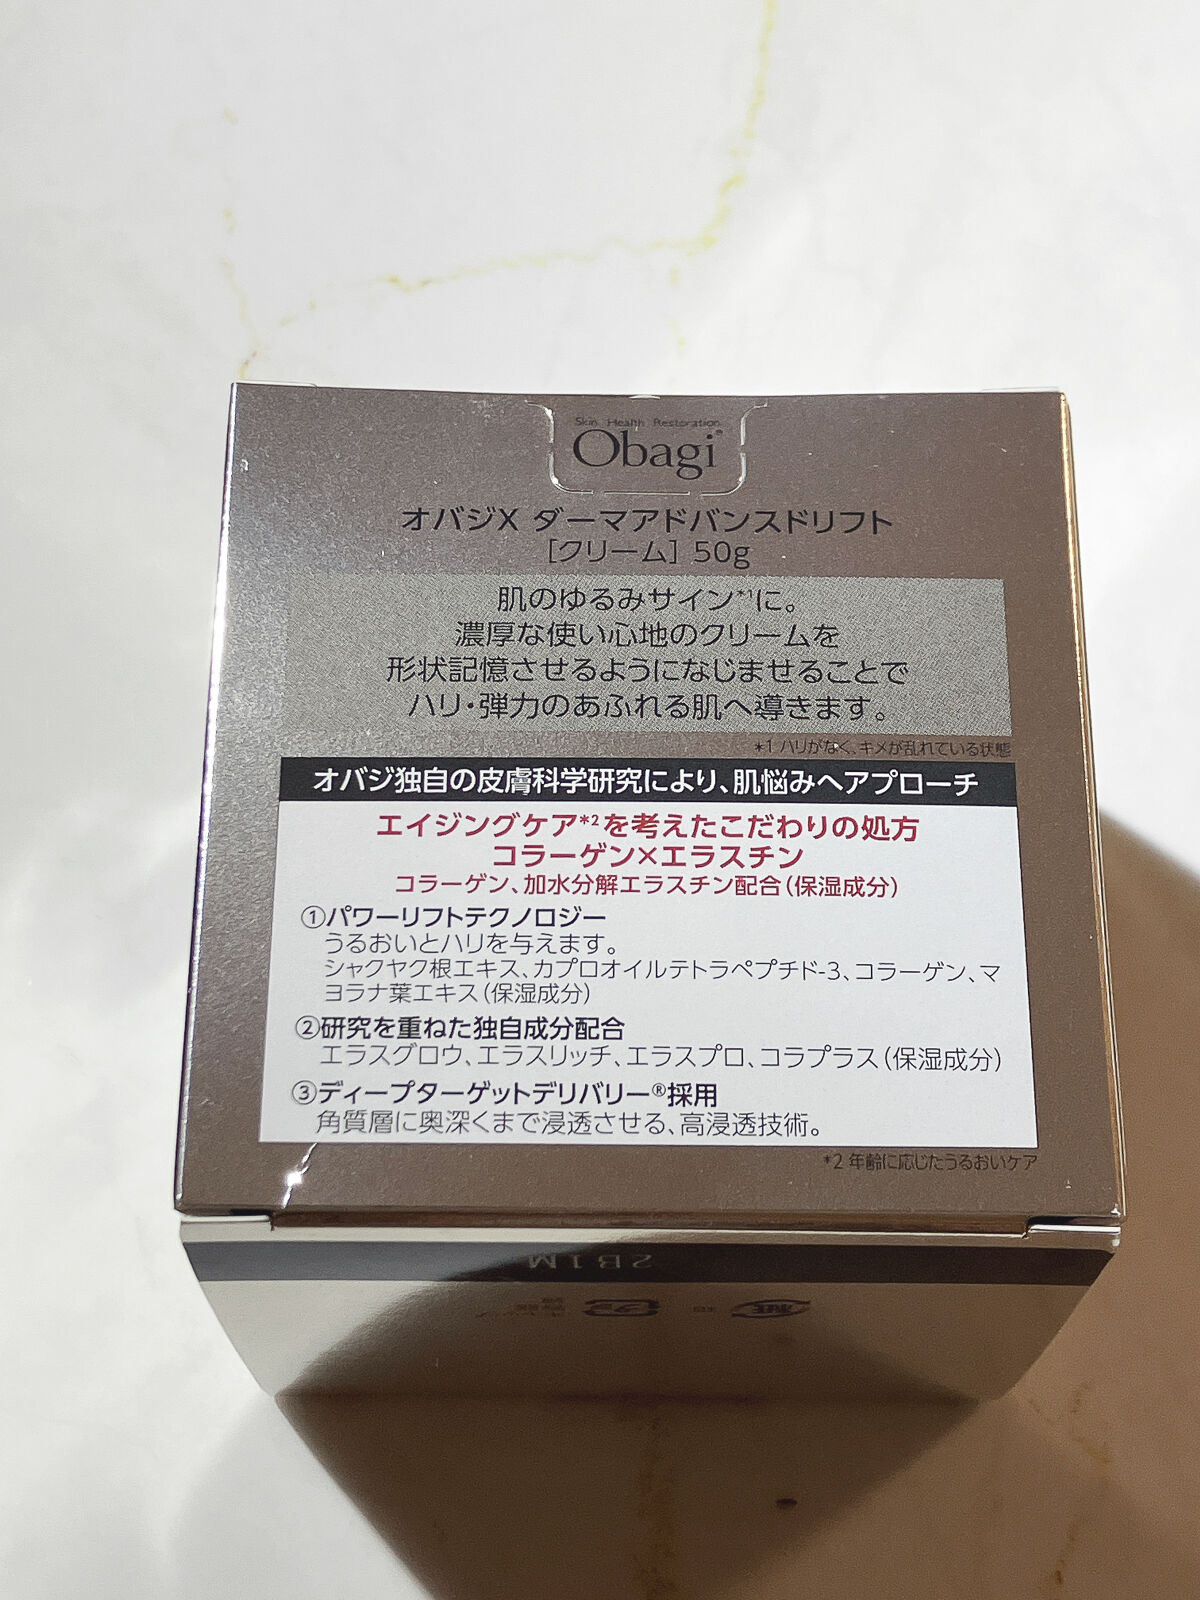 Skin Health Restoration
Obagi®
オバジX ダーマアドバンスドリフト
[クリーム] 50g
肌のゆるみサイン*1に。
濃厚な使い心地のクリームを
形状記憶させるようになじませることで
ハリ・弾力のあふれる肌へ導きます。
*1 ハリがなく、キメが乱れている状態
オバジ独自の皮膚科学研究により、肌悩みへアプローチ
エイジングケア*2を考えたこだわりの処方
コラーゲン×エラスチン
コラーゲン、加水分解エラスチン配合(保湿成分)
①パワーリフトテクノロジー
うるおいとハリを与えます。
シャクヤク根エキス、カプロオイルテトラペプチド-3、コラーゲン、マ
ヨラナ葉エキス(保湿成分)
②研究を重ねた独自成分配合
エラスグロウ、エラスリッチ、エラスプロ、コラプラス(保湿成分)
③ディープターゲットデリバリー®採用
角質層に奥深くまで浸透させる、高浸透技術。
*2 年齢に応じたうるおいケア
2B1M
紙
プラ